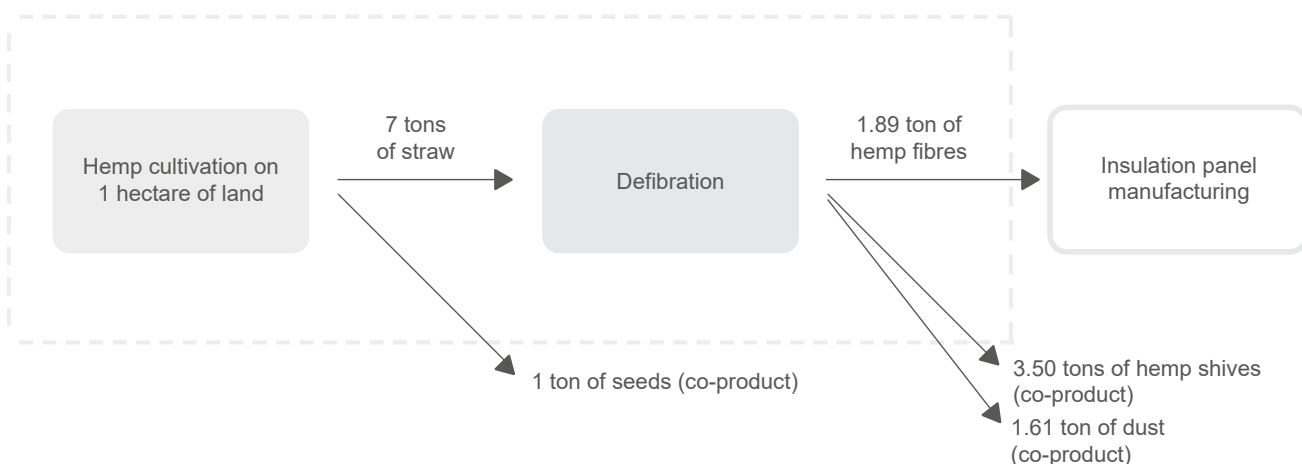 7 tons
of straw
1.89 ton of
hemp fibres
Hemp cultivation on
1 hectare of land
Defibration
Insulation panel
manufacturing
1 ton of seeds (co-product)
3.50 tons of hemp shives
(co-product)
1.61 ton of dust
(co-product)